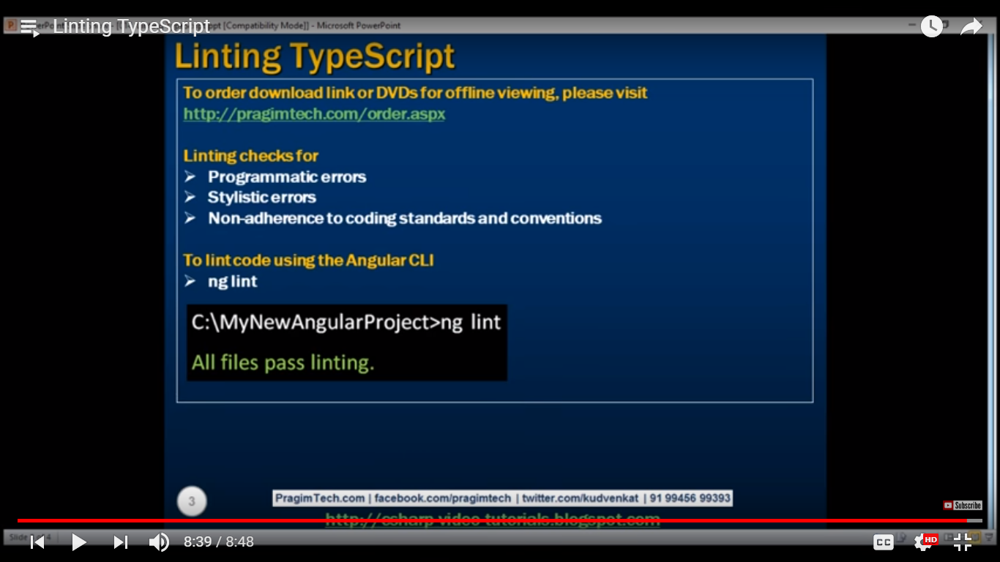 Linting TypeScript
[Compatibility Mode]] - Microsoft PowerPoint
Linting TypeScript
To order download link or DVDs for offline viewing, please visit
http://pragimtech.com/order.aspx
Linting checks for
Programmatic errors
Stylistic errors
Non-adherence to coding standards and conventions
To lint code using the Angular CLI
ng lint
C:\MyNewAngularProject>ng lint
All files pass linting.
3
PragimTech.com | facebook.com/pragimtech | twitter.com/kudvenkat | 91 99456 99393
Subscribe
http://csharp-video-tutorials.blogspot.com
Slide
8:39 / 8:48
CC
HD